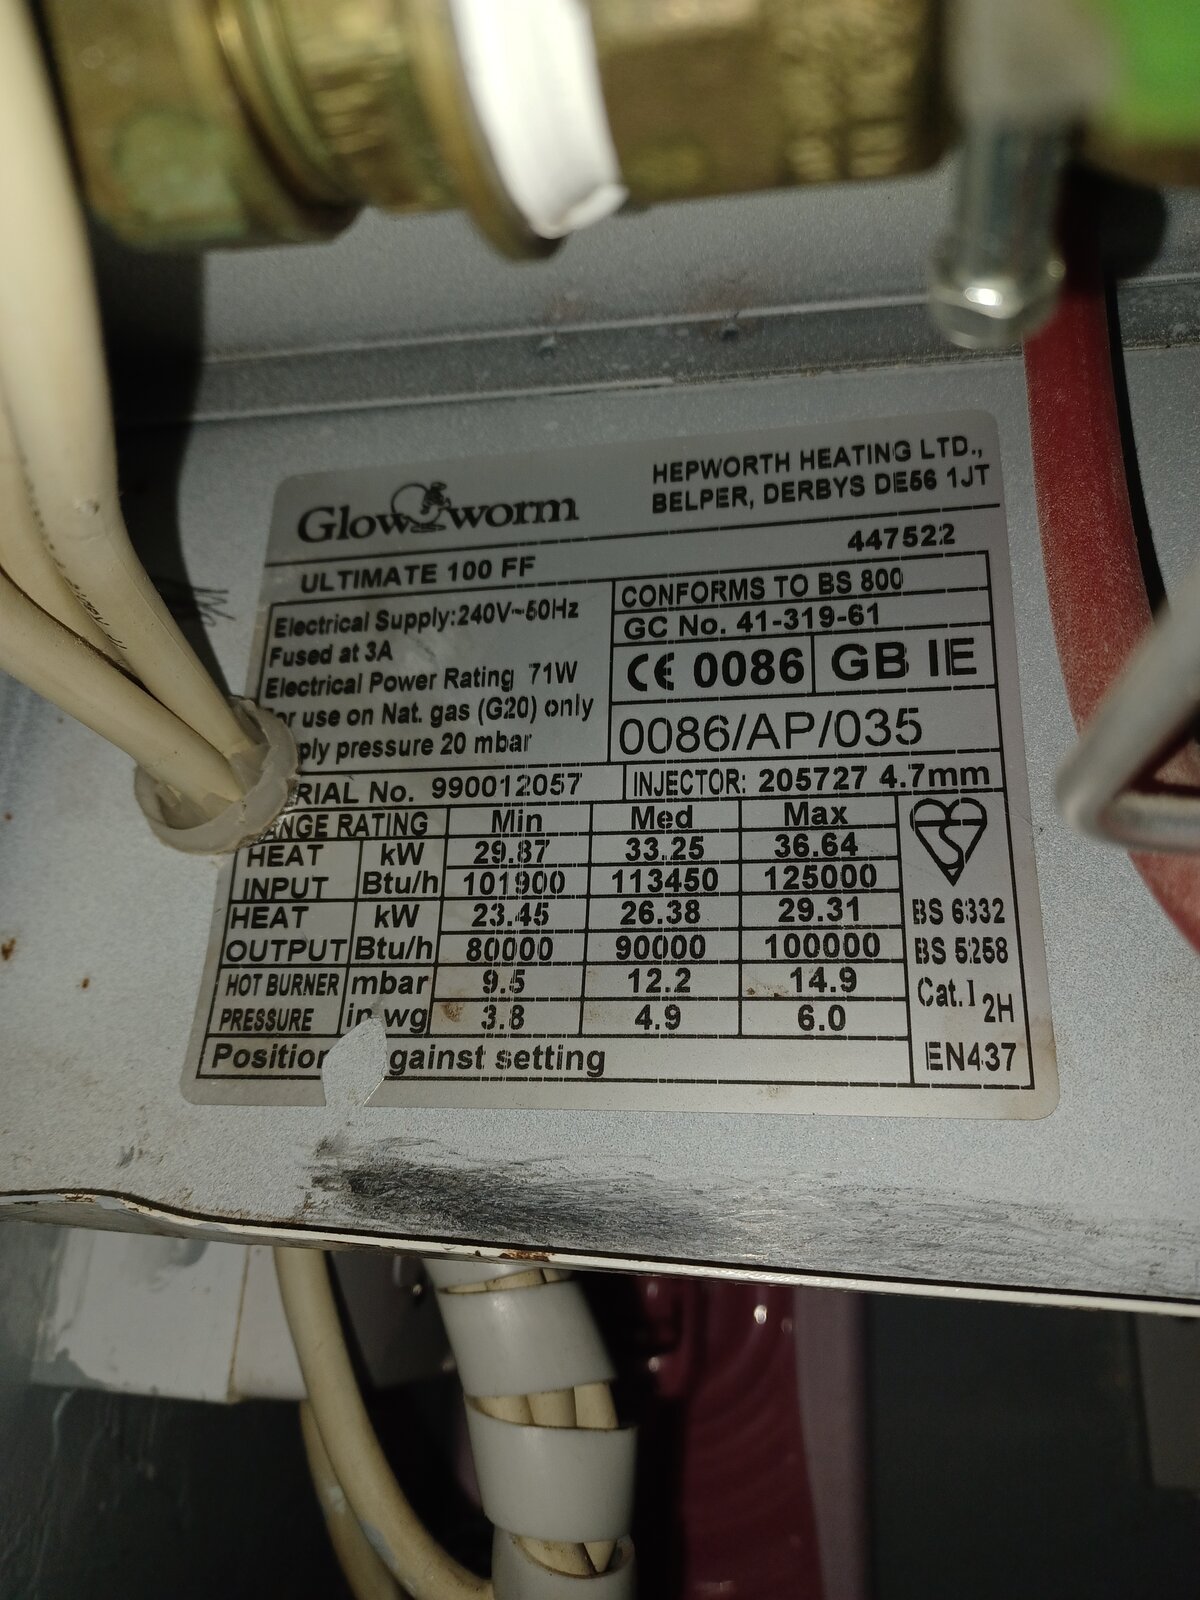 Glow worm
HEPWORTH HEATING LTD.,
BELPER, DERBYS DE56 1JT
447522
ULTIMATE 100 FF
Electrical Supply:240V~50Hz
Fused at 3A
Electrical Power Rating 71W
or use on Nat. gas (G20) only
ply pressure 20 mbar
CONFORMS TO BS 800
GC No. 41-319-61
CE 0086 GB IE
0086/AP/035
RIAL No. 990012057
INJECTOR: 205727 4.7mm
ANGE RATING Min Med Max
HEAT kW 29.87 33.25 36.64
INPUT Btu/h 101900 113450 125000
HEAT kW 23.45 26.38 29.31
OUTPUT Btu/h 80000 90000 100000
HOT BURNER mbar 9.5 12.2 14.9
PRESSURE in wg 3.8 4.9 6.0
Position gainst setting
BS 6332
BS 5258
Cat. I 2H
EN437